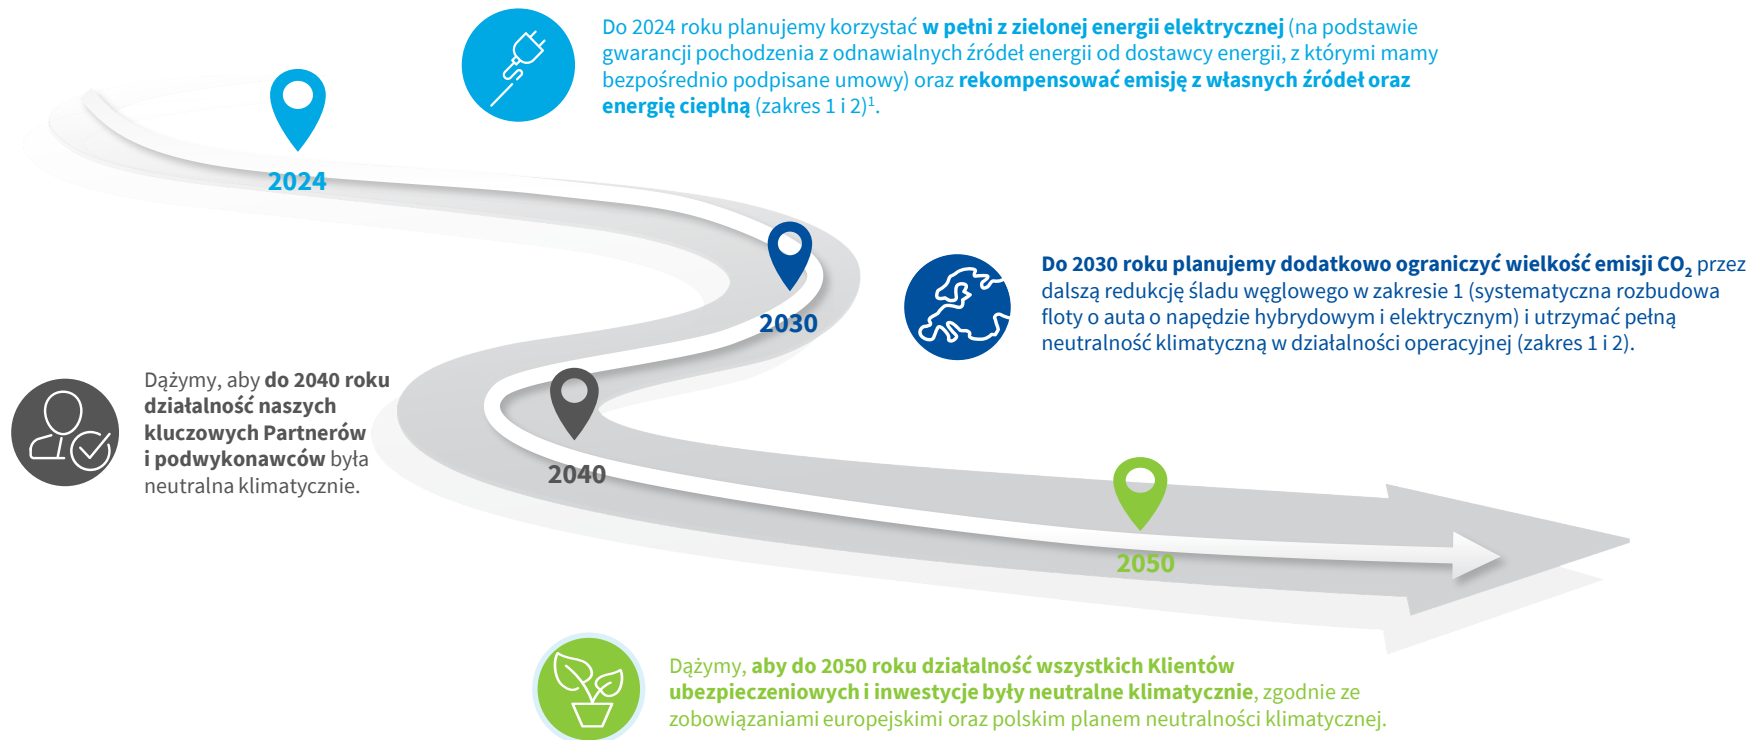 Do 2024 roku planujemy korzystać w pełni z zielonej energii elektrycznej (na podstawie
gwarancji pochodzenia z odnawialnych źródeł energii od dostawcy energii, z którymi mamy
bezpośrednio podpisane umowy) oraz rekompensować emisję z własnych źródeł oraz
energię cieplną (zakres 1 i 2)¹.
2024
2030
Do 2030 roku planujemy dodatkowo ograniczyć wielkość emisji CO₂ przez
dalszą redukcję śladu węglowego w zakresie 1 (systematyczna rozbudowa
floty o auta o napędzie hybrydowym i elektrycznym) i utrzymać pełną
neutralność klimatyczną w działalności operacyjnej (zakres 1 i 2).
Dążymy, aby do 2040 roku
działalność naszych
kluczowych Partnerów
i podwykonawców była
neutralna klimatycznie.
2040
2050
Dążymy, aby do 2050 roku działalność wszystkich Klientów
ubezpieczeniowych i inwestycje były neutralne klimatycznie, zgodnie ze
zobowiązaniami europejskimi oraz polskim planem neutralności klimatycznej.